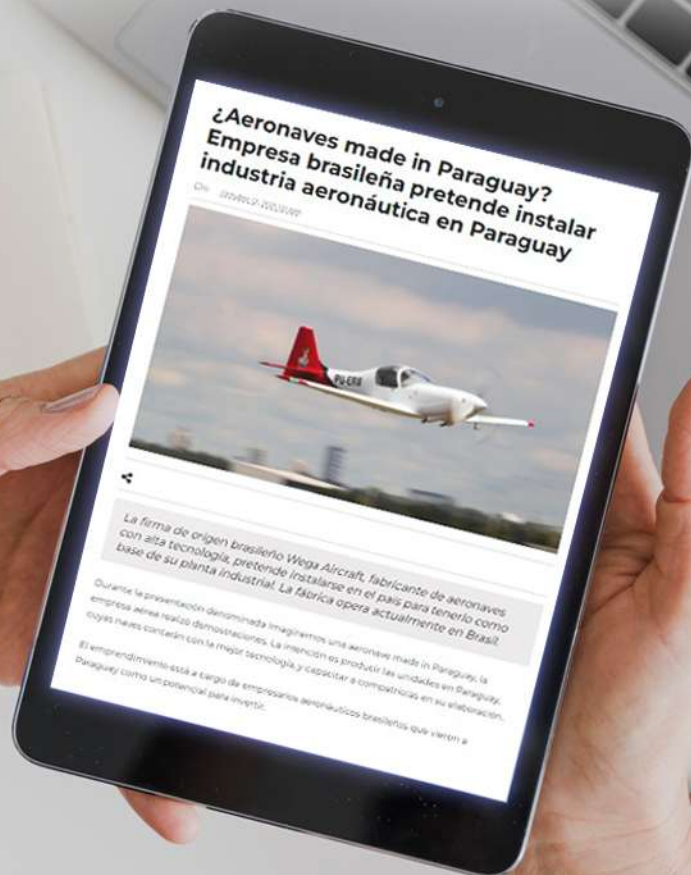 ¿Aeronaves made in Paraguay?
Empresa brasileña pretende instalar
industria aeronáutica en Paraguay
PU-ERB
La firma de origen brasileño Wega Aircraft, fabricante de aeronaves
con alta tecnología, pretende instalarse en el país para tenerlo como
base de su planta industrial. La fábrica opera actualmente en Brasil.
Durante la presentación denominada Imaginemos una aeronave made in Paraguay, la
empresa aérea realizó demostraciones. La intención es producir las unidades en Paraguay,
cuyas naves contarán con la mejor tecnología, y capacitar a compatriotas en su elaboración.
El emprendimiento está a cargo de empresarios aeronáuticos brasileños que vieron a
Paraguay como un potencial para invertir.